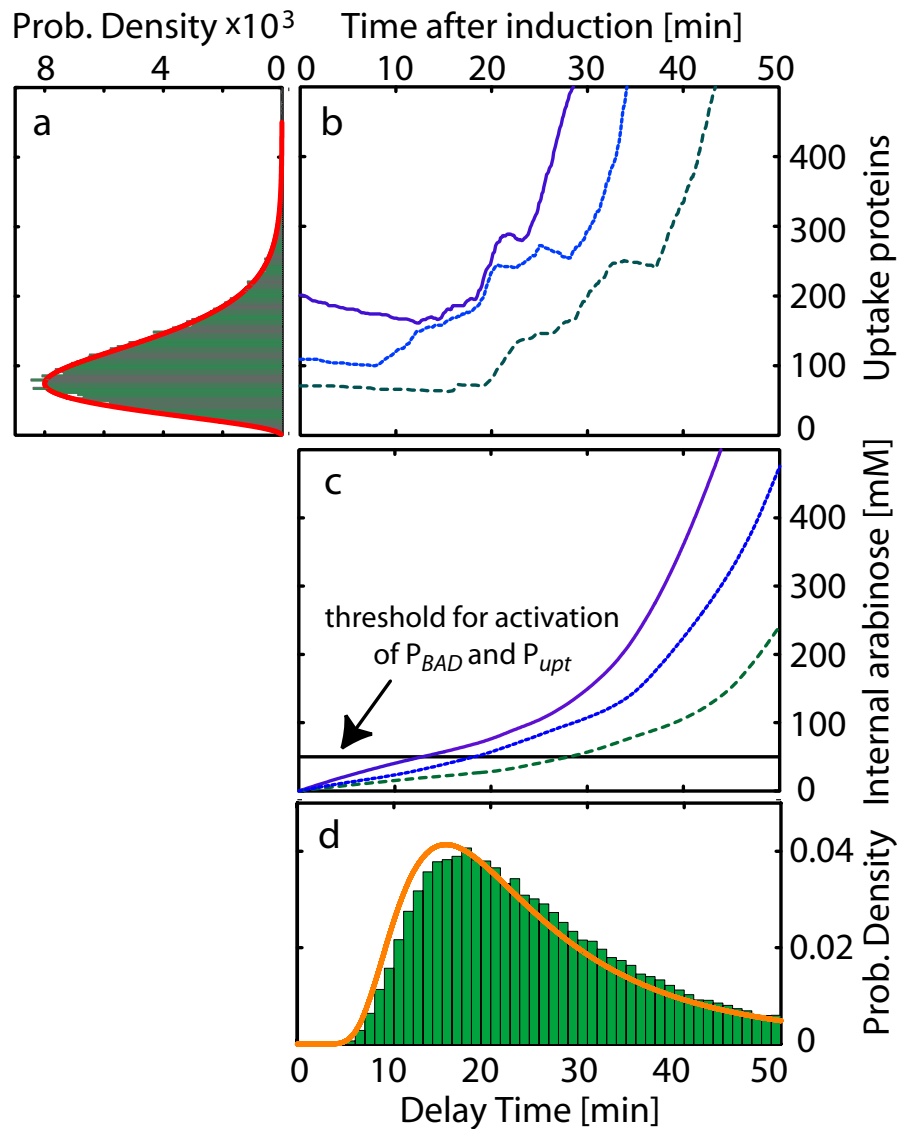 Prob. Density x10³
Time after induction [min]
8 4 0
0 10 20 30 40 50
a
b
400
300
200
100
0
Uptake proteins
c
400
300
200
100
0
Internal arabinose [mM]
threshold for activation
of P_BAD and P_upt
d
0.04
0.02
0
Prob. Density
0 10 20 30 40 50
Delay Time [min]